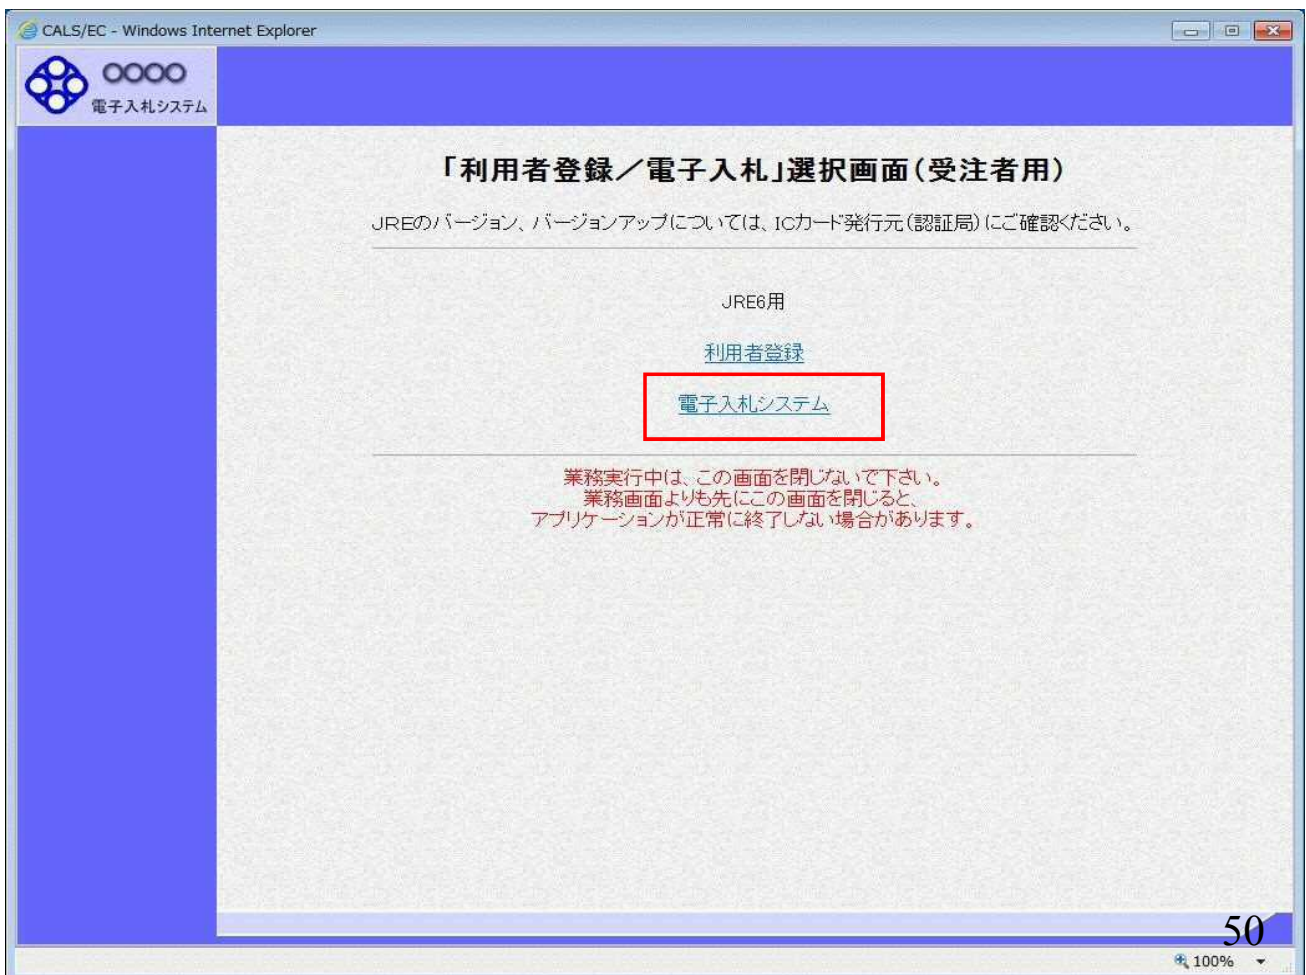 CALS/EC - Windows Internet Explorer
○○○○
電子入札システム
「利用者登録／電子入札」選択画面（受注者用）
JREのバージョン、バージョンアップについては、ICカード発行元（認証局）にご確認ください。
JRE6用
利用者登録
電子入札システム
業務実行中は、この画面を閉じないで下さい。
業務画面よりも先にこの画面を閉じると、
アプリケーションが正常に終了しない場合があります。
50
100%